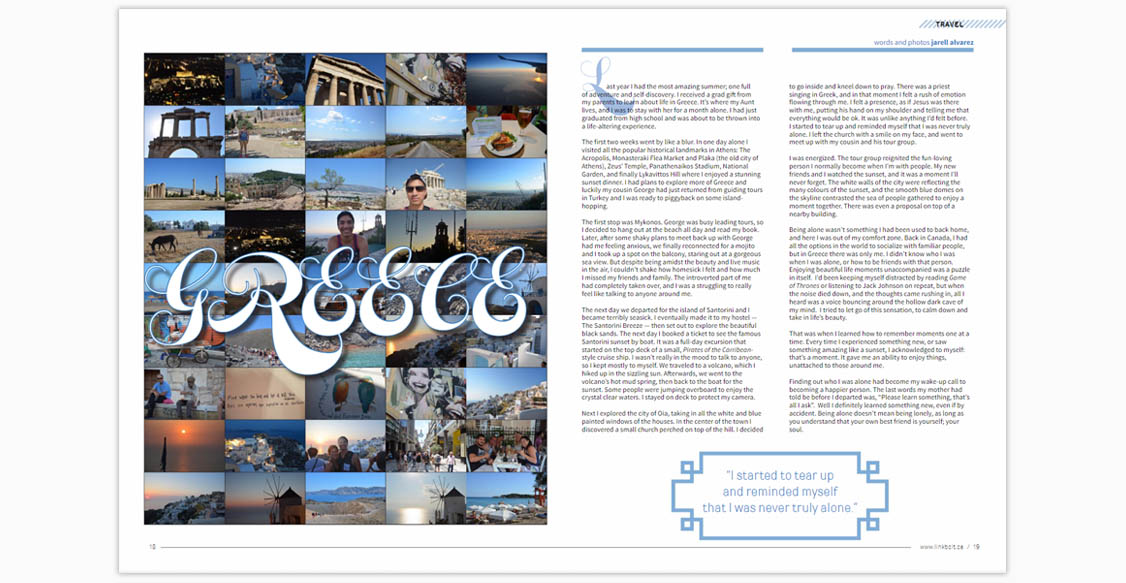 TRAVEL
words and photos jarell alvarez
GREECE
Last year I had the most amazing summer; one full
of adventure and self discovery. I received a grad gift from
my parents to learn about life in Greece. It's where my Aunt
lives, and I was to stay with her for a month alone. I had just
graduated from high school and was about to be thrown into
a life-altering experience.
The first two weeks went by like a blur. In one day alone I
visited all the popular historical landmarks in Athens: The
Acropolis, Monasteraki Flea Market and Plaka (the old city of
Athens), Zeus' Temple, Panathenaikos Stadium, National
Garden, and finally Lykavittos Hill where I enjoyed a stunning
sunset dinner. I had plans to explore more of Greece and
luckily my cousin George had just returned from guiding tours
in Turkey and I was ready to piggyback on some island-
hopping.
The first stop was Mykonos. George was busy leading tours, so
I decided to hang out at the beach all day and read my book.
Later, after some shaky plans to meet back up with George
had me feeling anxious, we finally reconnected for a mojito
and I took up a spot on the balcony, staring out at a gorgeous
sea view. But despite being amidst the beauty and live music
in the air, I couldn't shake how homesick I felt and how much
I missed my friends and family. The introverted part of me
had completely taken over, and I was a struggling to really
feel like talking to anyone around me.
The next day we departed for the island of Santorini and I
became terribly seasick. I eventually made it to my hostel —
The Santorini Breeze — then set out to explore the beautiful
black sands. The next day I booked a ticket to see the famous
Santorini sunset by boat. It was a full-day excursion that
started on the top deck of a small, Pirates of the Carribean-
style cruise ship. I wasn't really in the mood to talk to anyone,
so I kept mostly to myself. We traveled to a volcano, which I
hiked up in the sizzling sun. Afterwards, we went to the
volcano's hot mud spring, then back to the boat for the
sunset. Some people were jumping overboard to enjoy the
crystal clear waters. I stayed on deck to protect my camera.
Next I explored the city of Oia, taking in all the white and blue
painted windows of the houses. In the center of the town I
discovered a small church perched on top of the hill. I decided
to go inside and kneel down to pray. There was a priest
singing in Greek, and in that moment I felt a rush of emotion
flowing through me. I felt a presence, as if Jesus was there
with me, putting his hand on my shoulder and telling me that
everything would be ok. It was unlike anything I'd felt before.
I started to tear up and reminded myself that I was never truly
alone. I left the church with a smile on my face, and went to
meet up with my cousin and his tour group.
I was energized. The tour group reignited the fun-loving
person I normally become when I'm with people. My new
friends and I watched the sunset, and it was a moment I'll
never forget. The white walls of the city were reflecting the
many colours of the sunset, and the smooth blue domes on
the skyline contrasted the sea of people gathered to enjoy a
moment together. There was even a proposal on top of a
nearby building.
Being alone wasn't something I had been used to back home,
and here I was out of my comfort zone. Back in Canada, I had
all the options in the world to socialize with familiar people,
but in Greece there was only me. I didn't know who I was
when I was alone, or how to be friends with that person.
Enjoying beautiful life moments unaccompanied was a puzzle
in itself. I'd been keeping myself distracted by reading Game
of Thrones or listening to Jack Johnson on repeat, but when
the noise died down, and the thoughts came rushing in, all I
heard was a voice bouncing around the hollow dark cave of
my mind. I tried to let go of this sensation, to calm down and
take in life's beauty.
That was when I learned how to remember moments one at a
time. Every time I experienced something new, or saw
something amazing like a sunset, I acknowledged to myself:
that's a moment. It gave me an ability to enjoy things,
unattached to those around me.
Finding out who I was alone had become my wake-up call to
becoming a happier person. The last words my mother had
told be before I departed was, "Please learn something, that's
all I ask". Well I definitely learned something new, even if by
accident. Being alone doesn't mean being lonely, as long as
you understand that your own best friend is yourself; your
soul.
"I started to tear up
and reminded myself
that I was never truly alone."
18
www.linkbcit.ca / 19